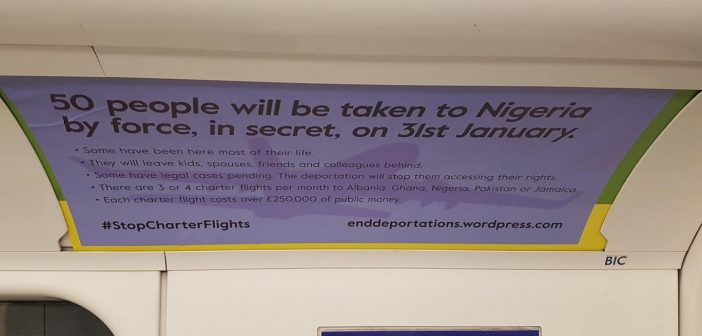 50 people will be taken to Nigeria
by force, in secret, on 31st January.
• Some have been here most of their life.
• They will leave kids, spouses, friends and colleagues behind.
• Some have legal cases pending. The deportation will stop them accessing their rights.
• There are 3 or 4 charter flights per month to Albania, Ghana, Nigeria, Pakistan or Jamaica.
• Each charter flight costs over £250,000 of public money.
#StopCharterFlights enddeportations.wordpress.com
BIC